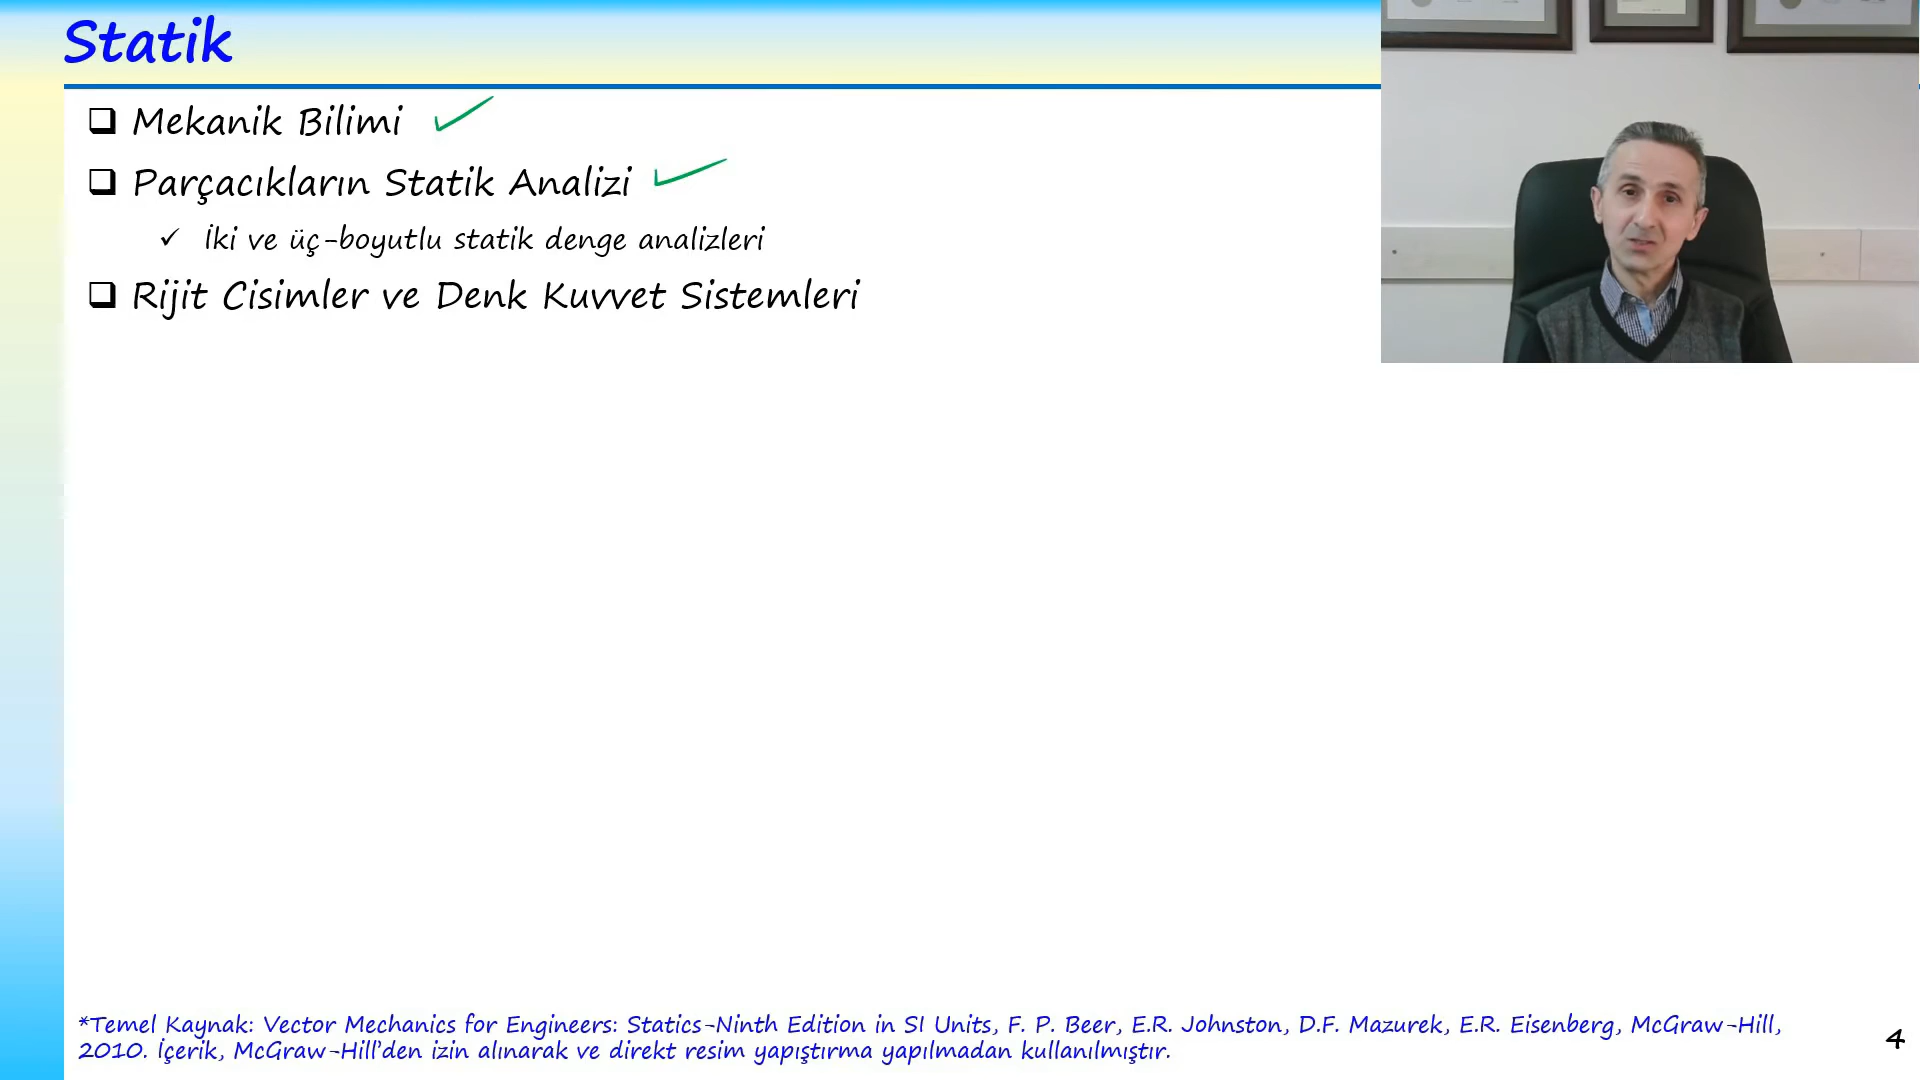 Statik
Mekanik Bilimi
Parçacıkların Statik Analizi
İki ve üç-boyutlu statik denge analizleri
Rijit Cisimler ve Denk Kuvvet Sistemleri
*Temel Kaynak: Vector Mechanics for Engineers: Statics-Ninth Edition in SI Units, F. P. Beer, E.R. Johnston, D.F. Mazurek, E.R. Eisenberg, McGraw-Hill,
2010. İçerik, McGraw-Hill'den izin alınarak ve direkt resim yapıştırma yapılmadan kullanılmıştır.
4